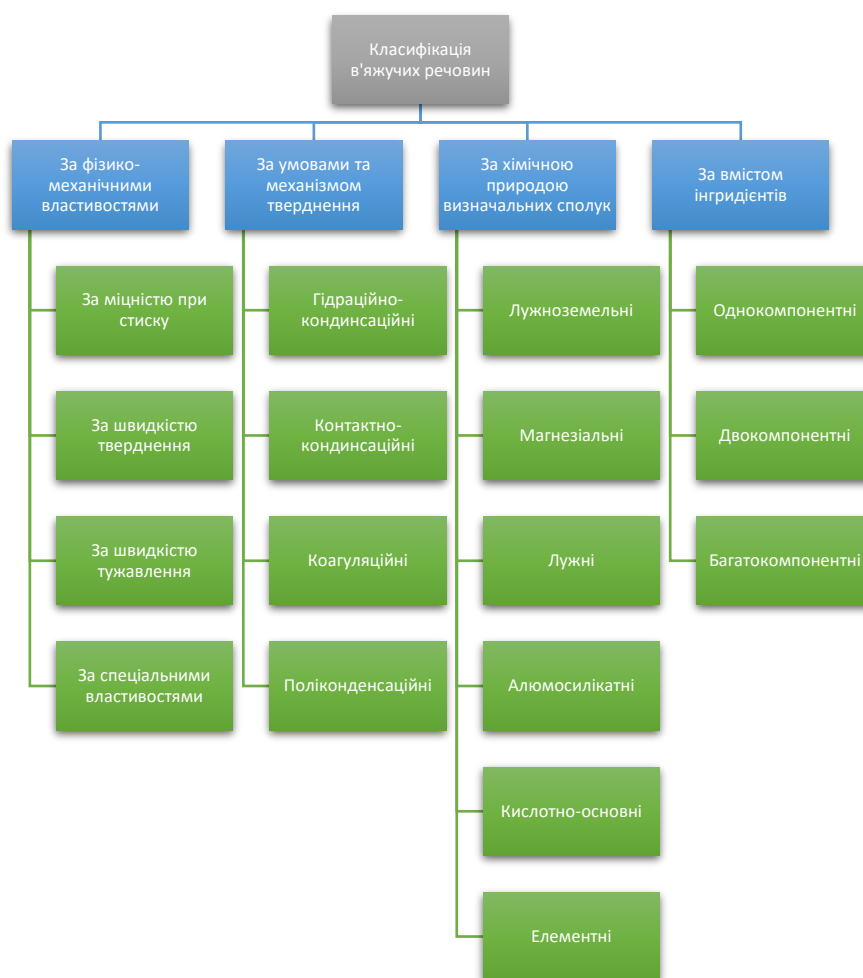 Класифікація
в'яжучих речовин
За фізико-
механічними
властивостями
За міцністю при
стиску
За швидкістю
тверднення
За швидкістю
тужавлення
За спеціальними
властивостями
За умовами та
механізмом
тверднення
Гідраційно-
кондинсаційні
Контактно-
кондинсаційні
Коагуляційні
Поліконденсаційні
За хімічною
природою
визначальних сполук
Лужноземельні
Магнезіальні
Лужні
Алюмосилікатні
Кислотно-основні
Елементні
За вмістом
інгридієнтів
Однокомпонентні
Двокомпонентні
Багатокомпонентні